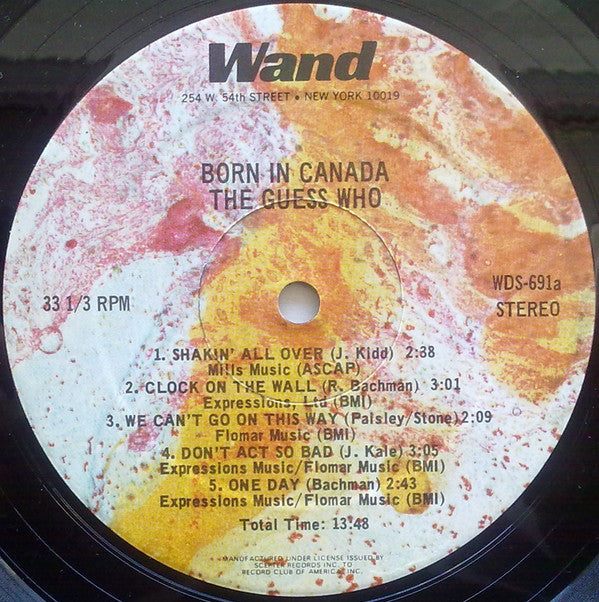 Wand
254 W. 54th STREET • NEW YORK 10019
BORN IN CANADA
THE GUESS WHO
33 1/3 RPM
WDS-691a
STEREO
1. SHAKIN' ALL OVER (J. Kidd) 2:38
Mills Music (ASCAP)
2. CLOCK ON THE WALL (R. Bachman) 3:01
Expressions, Ltd (BMI)
3. WE CAN'T GO ON THIS WAY (Paisley/Stone) 2:09
Flomar Music (BMI)
4. DON'T ACT SO BAD (J. Kale) 3:05
Expressions Music/Flomar Music (BMI)
5. ONE DAY (Bachman) 2:43
Expressions Music/Flomar Music (BMI)
Total Time: 13:48
MANUFACTURED UNDER LICENSE ISSUED BY
SCEPTER RECORDS INC. TO
RECORD CLUB OF AMERICA, INC.